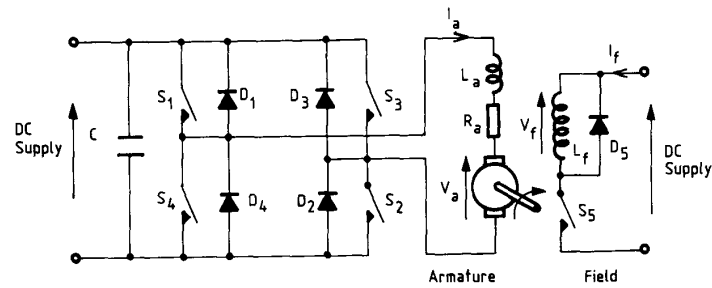 DC
Supply
C
S1
D1
D3
S3
S4
D4
D2
S2
Ia
La
Ra
Va
Armature
If
Vf
Lf
D5
S5
DC
Supply
Field